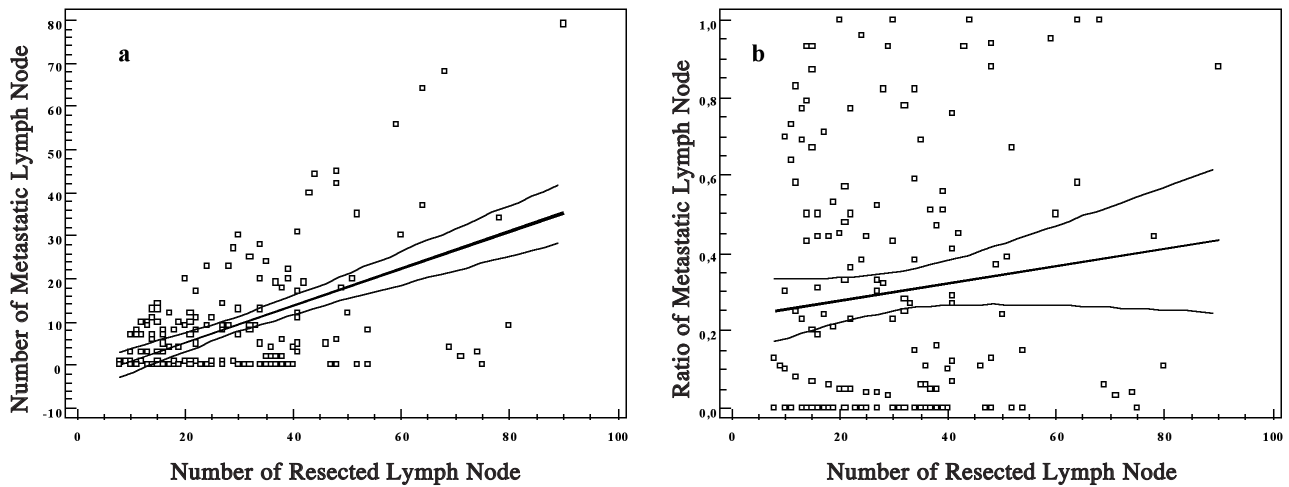 a
Number of Metastatic Lymph Node
80
70
60
50
40
30
20
10
0
-10
0 20 40 60 80 100
Number of Resected Lymph Node
b
Ratio of Metastatic Lymph Node
1,0
0,8
0,6
0,4
0,2
0,0
0 20 40 60 80 100
Number of Resected Lymph Node